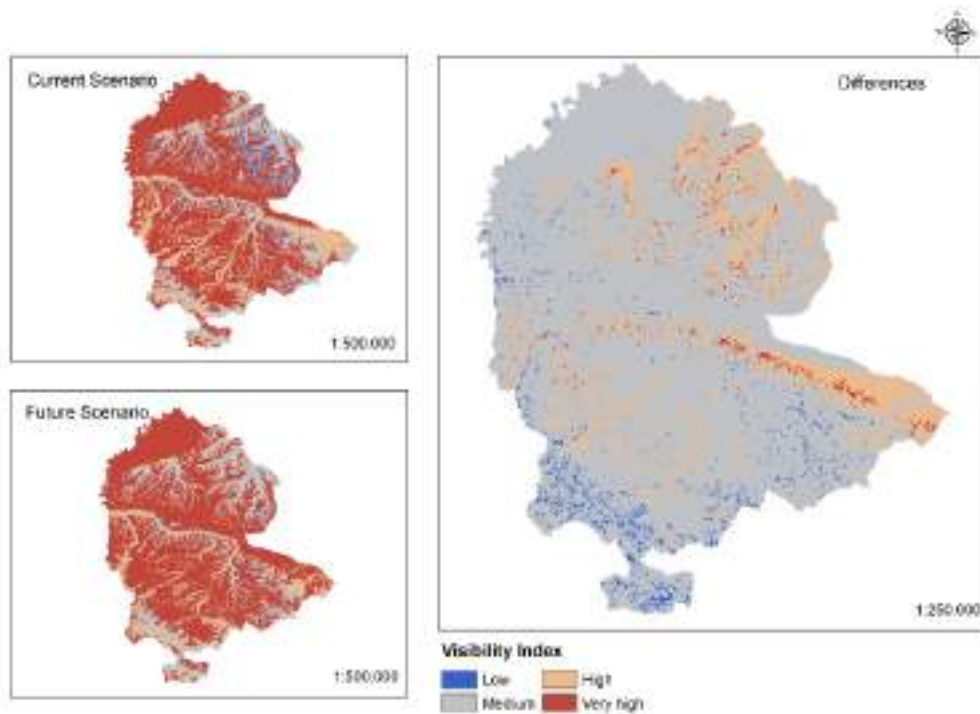 Current Scenario
1:500.000
Future Scenario
1:500.000
Differences
1:250.000
Visibility Index
Low
High
Medium
Very high